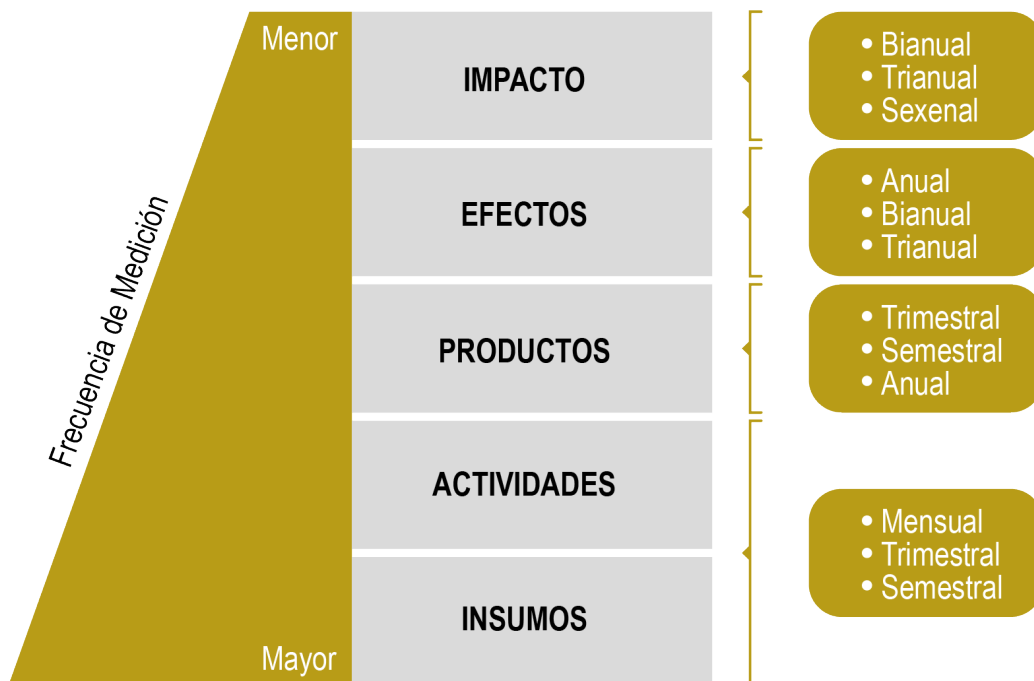 Frecuencia de Medición
Menor
IMPACTO
• Bianual
• Trianual
• Sexenal
EFECTOS
• Anual
• Bianual
• Trianual
PRODUCTOS
• Trimestral
• Semestral
• Anual
ACTIVIDADES
• Mensual
• Trimestral
• Semestral
INSUMOS
Mayor